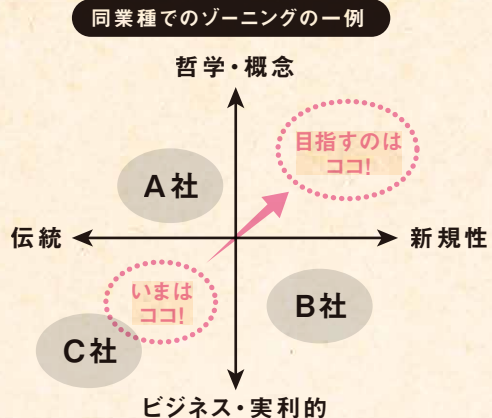 同業種でのゾーニングの一例
哲学・概念
目指すのは
ココ!
A社
伝統
新規性
いまは
ココ!
B社
C社
ビジネス・実利的